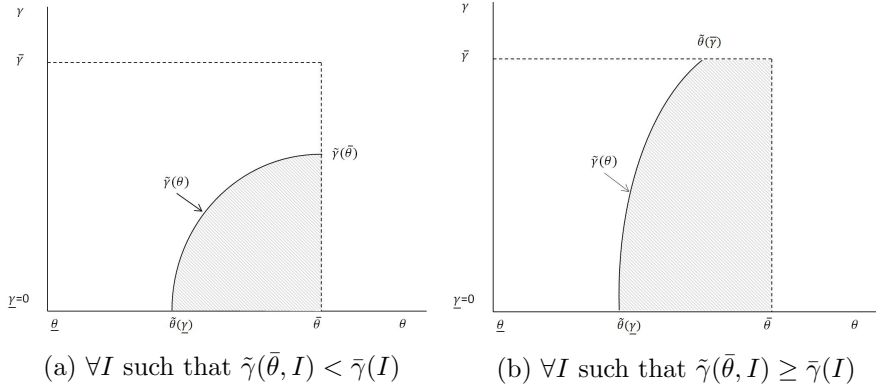 γ
γ̄
γ̃(θ̄)
γ̃(θ)
γ̲=0
θ̲
θ̃(γ̲)
θ̄
θ
(a) ∀I such that γ̃(θ̄, I) < γ̄(I)
γ
θ̃(γ̄)
γ̄
γ̃(θ)
γ̲=0
θ̲
θ̃(γ̲)
θ̄
θ
(b) ∀I such that γ̃(θ̄, I) ≥ γ̄(I)